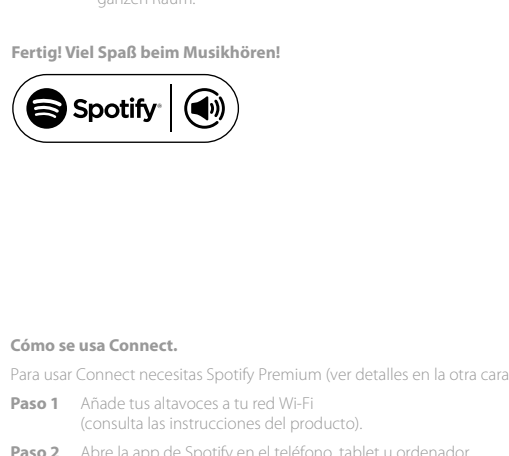 ganzen Raum.
Fertig! Viel Spaß beim Musikhören!
Spotify®
Cómo se usa Connect.
Para usar Connect necesitas Spotify Premium (ver detalles en la otra cara
Paso 1 Añade tus altavoces a tu red Wi-Fi
(consulta las instrucciones del producto).
Paso 2 Abre la app de Spotify en el teléfono, tablet u ordenador